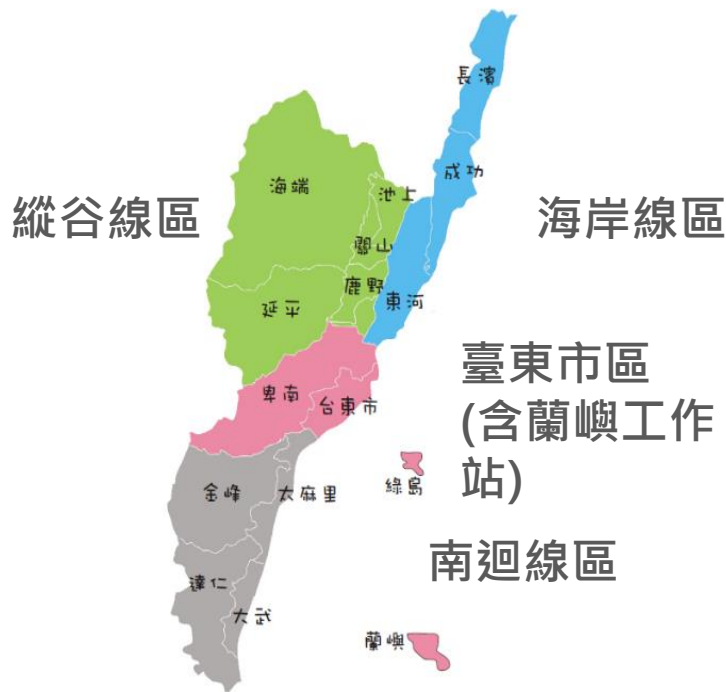 長濱
成功
海端
池上
縱谷線區
海岸線區
關山
鹿野
東河
延平
臺東市區
(含蘭嶼工作
站)
卑南
台東市
金峰
太麻里
綠島
南迴線區
達仁
大武
蘭嶼